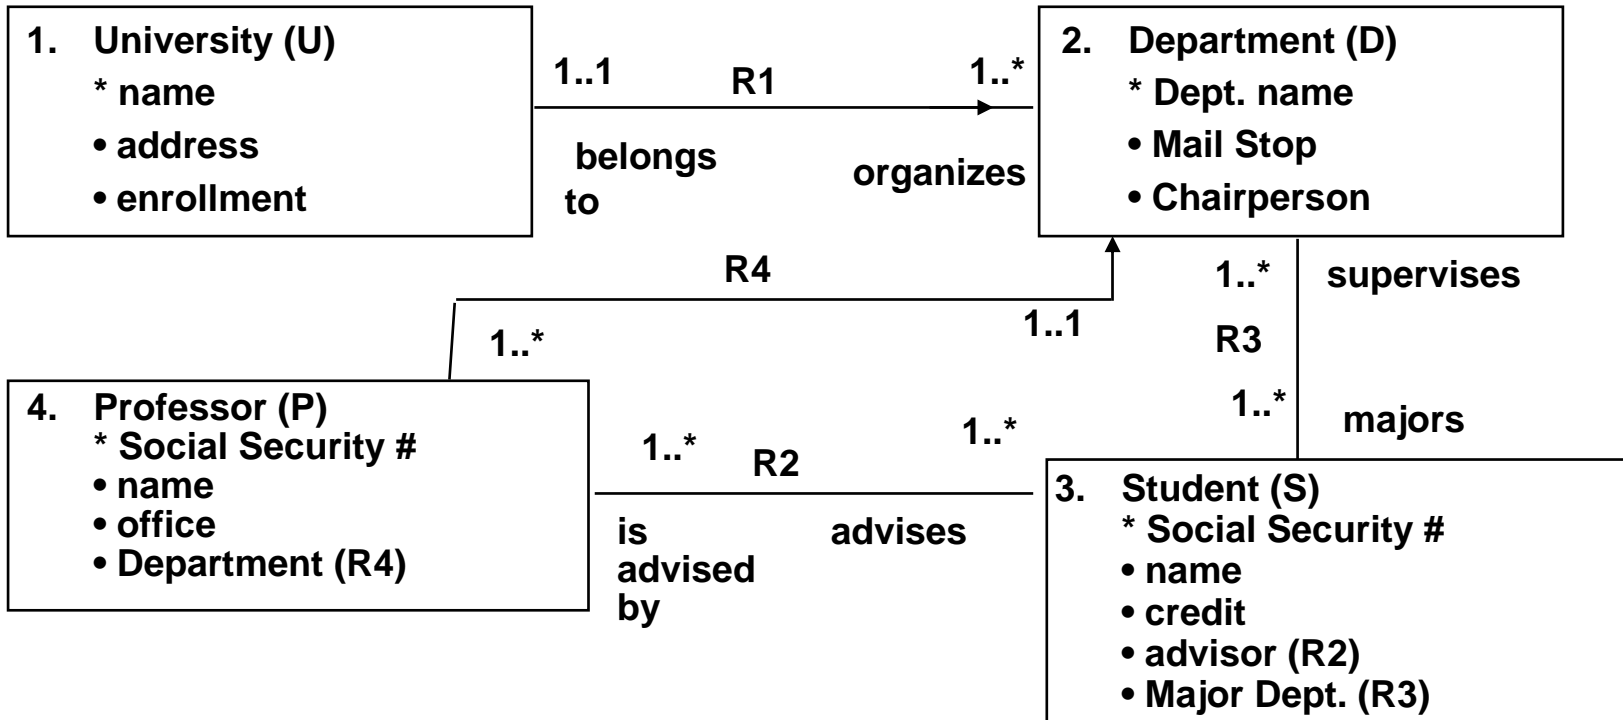 1. University (U)
* name
• address
• enrollment
1..1
R1
1..*
belongs
to
organizes
2. Department (D)
* Dept. name
• Mail Stop
• Chairperson
R4
1..*
1..1
1..*
supervises
R3
1..*
majors
4. Professor (P)
* Social Security #
• name
• office
• Department (R4)
1..*
R2
1..*
is
advised
by
advises
3. Student (S)
* Social Security #
• name
• credit
• advisor (R2)
• Major Dept. (R3)